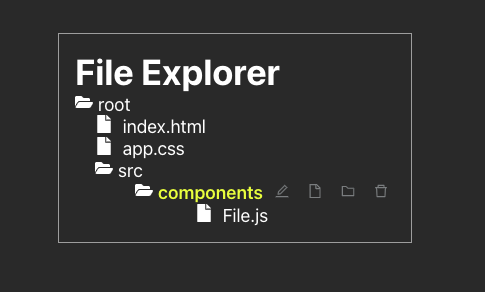 File Explorer
root
index.html
app.css
src
components
File.js